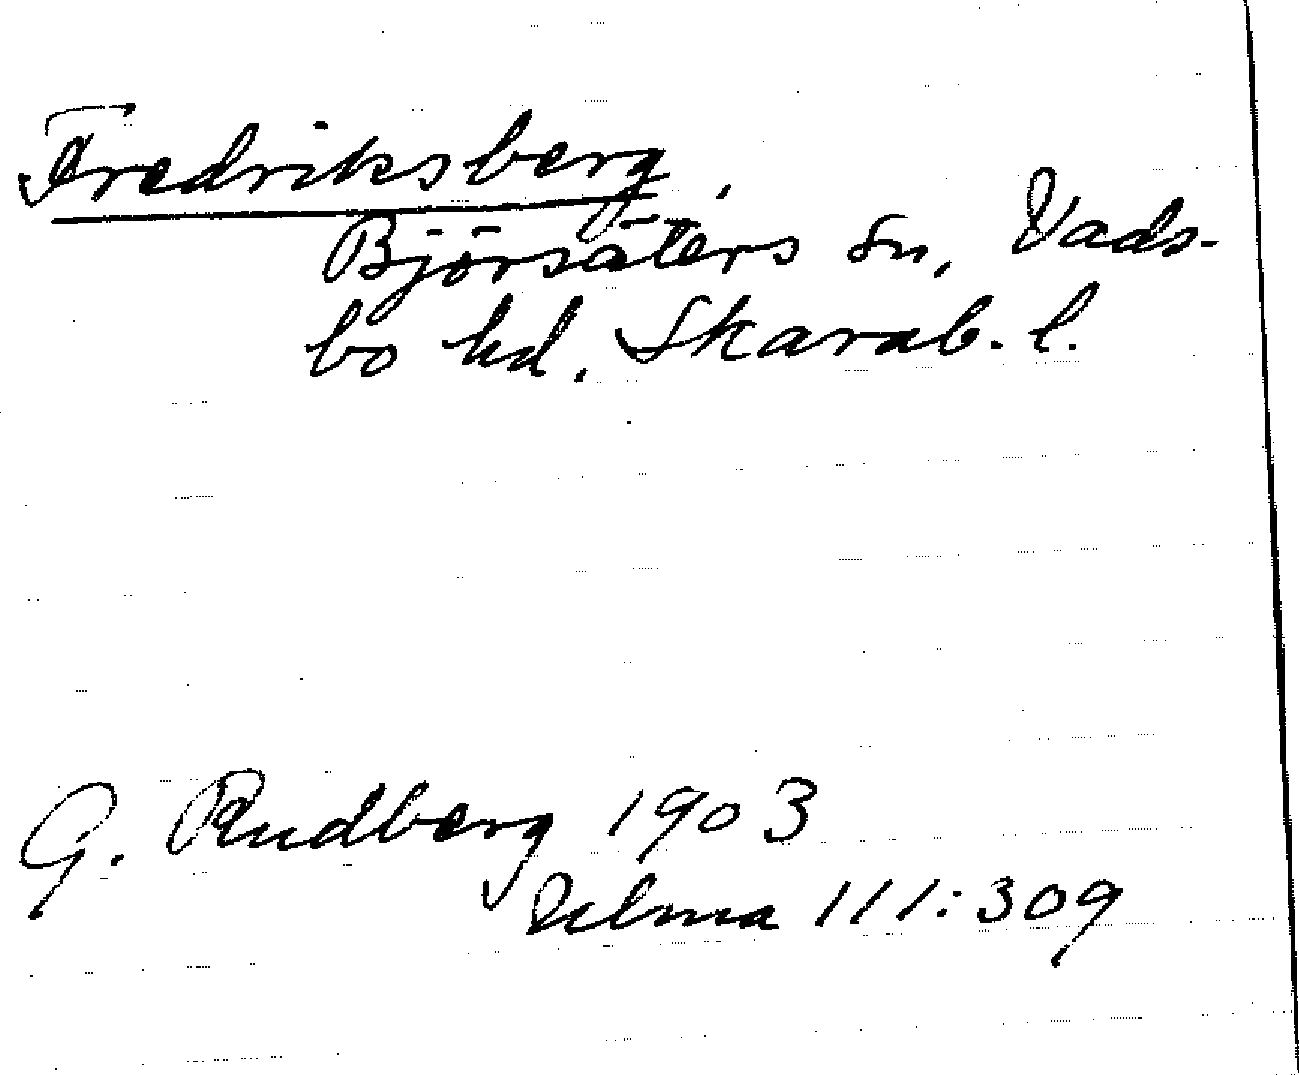 Fredriksberg,
Björsäters sn, Vads-
bo hd, Skarab. l.
G. Rudberg 1903
Ulma 111:309